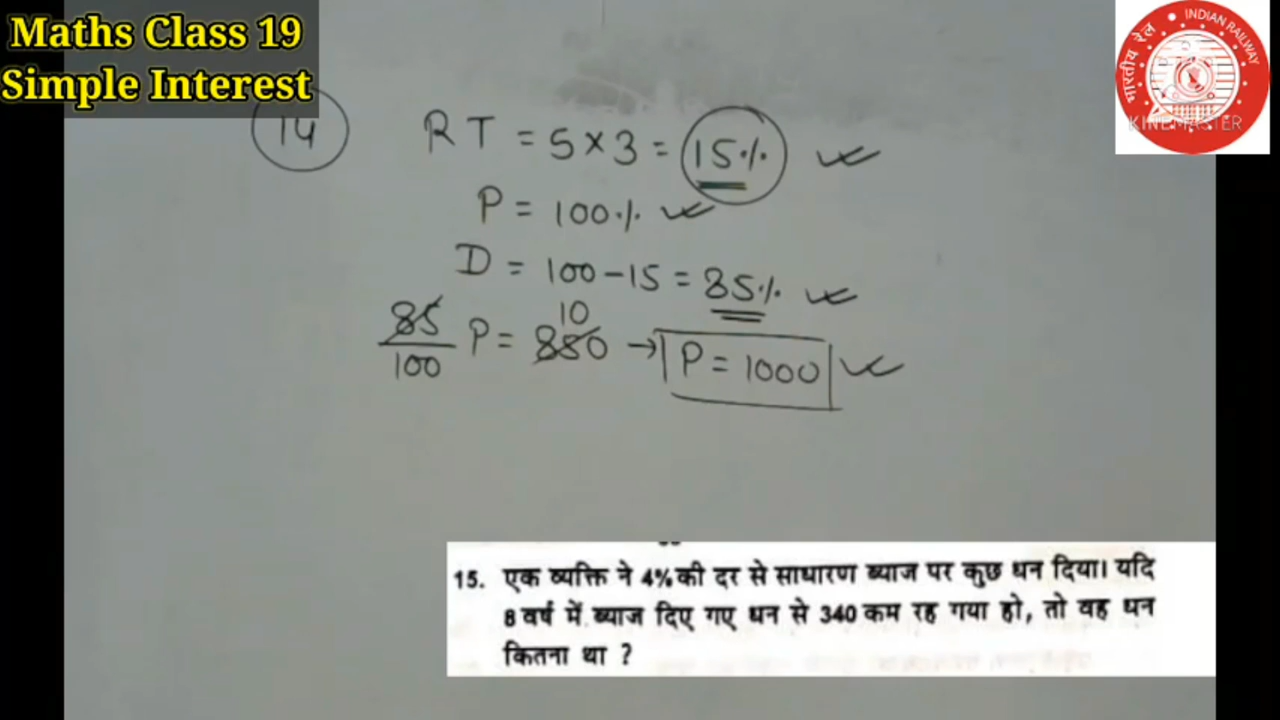 Maths Class 19
Simple Interest
भारतीय रेल
INDIAN RAILWAY
KINEMASTER
14
RT = 5 × 3 = 15%
P = 100%
D = 100 - 15 = 85%
85/100 P = 850 → P = 1000
10
15. एक व्यक्ति ने 4% की दर से साधारण ब्याज पर कुछ धन दिया। यदि
8 वर्ष में ब्याज दिए गए धन से 340 कम रह गया हो, तो वह धन
कितना था ?